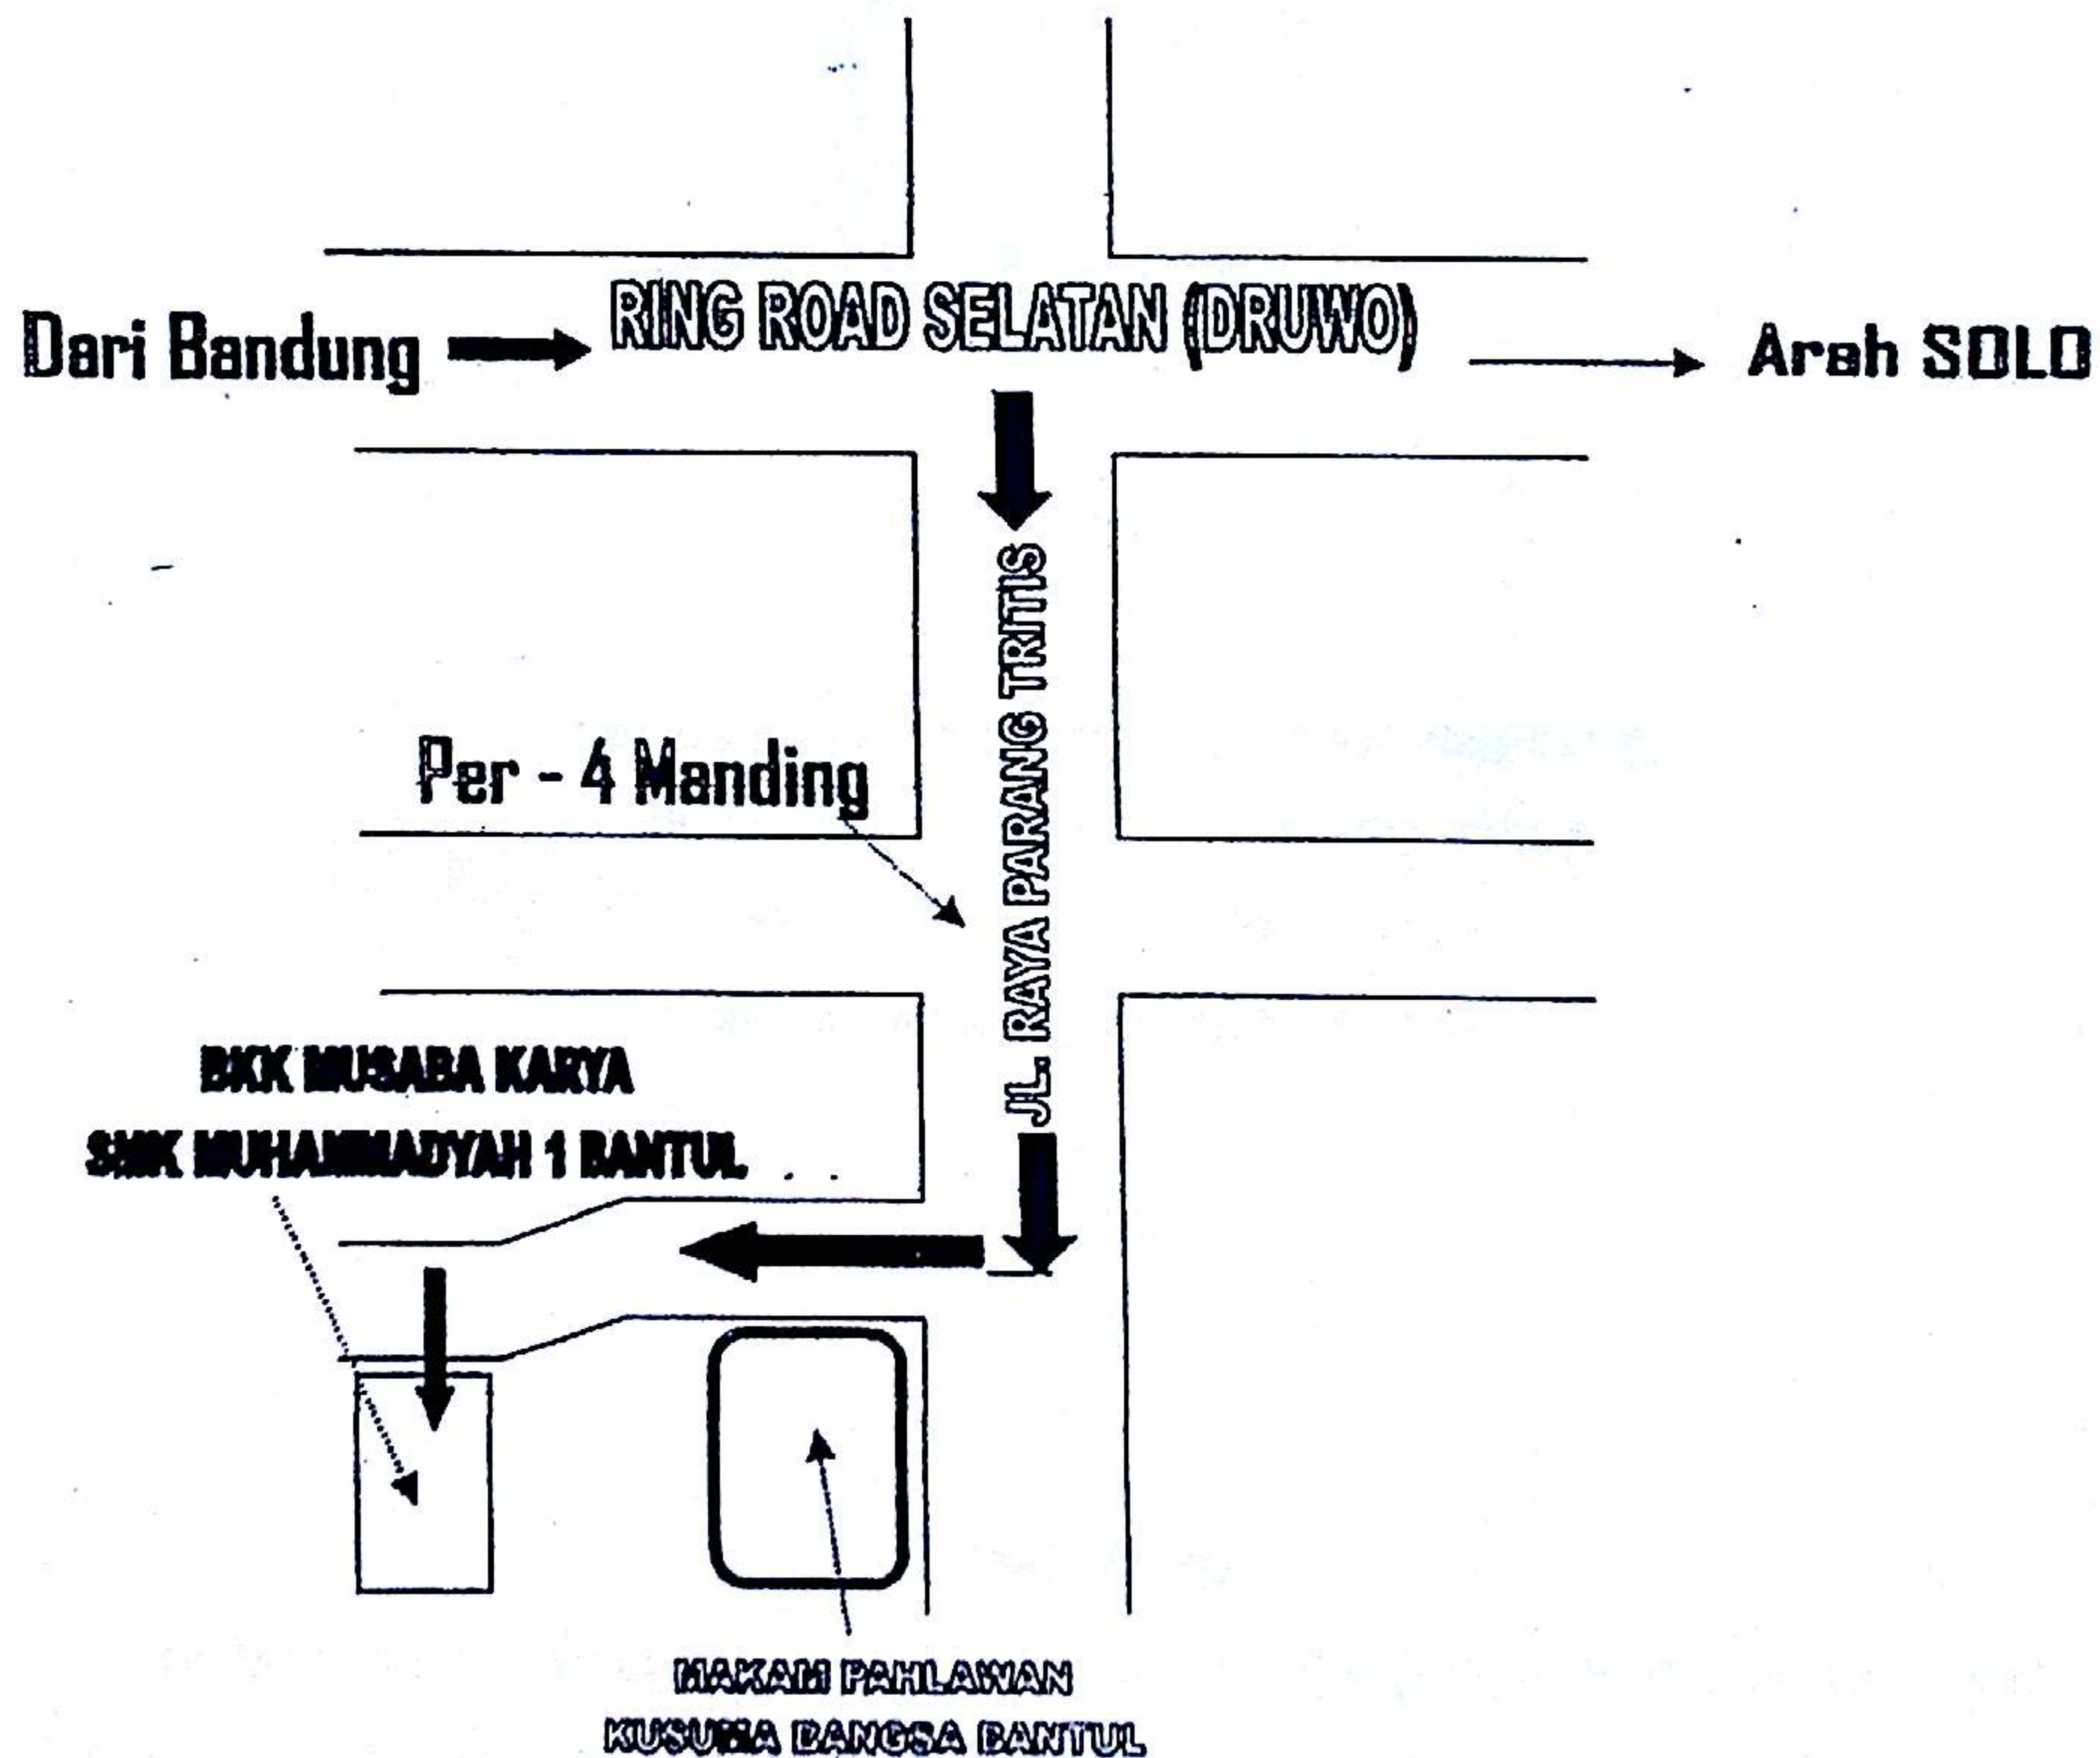 RING ROAD SELATAN (DRUWO)
Dari Bandung
Arah SOLO
JL. RAYA PARANG TRITIS
Per - 4 Manding
BKK MUSABA KARYA
SMK MUHAMMADYAH 1 BANTUL
MAKAM PAHLAWAN
KUSUMA BANGSA BANTUL